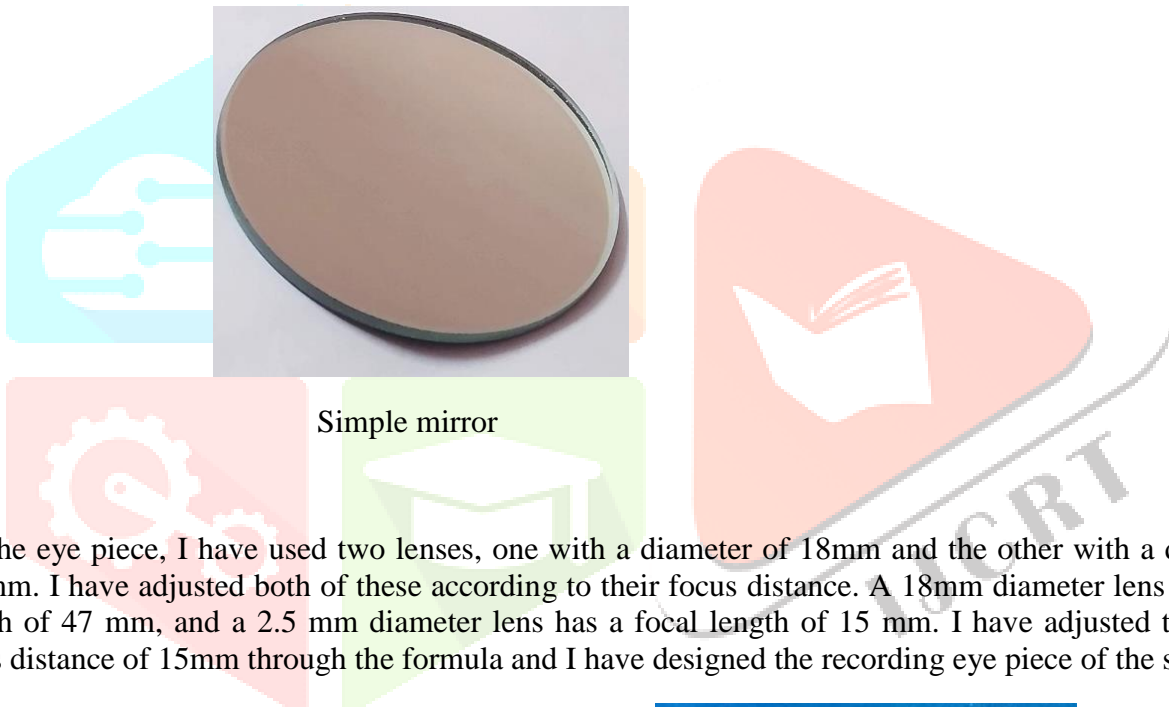 Simple mirror
he eye piece, I have used two lenses, one with a diameter of 18mm and the other with a
m. I have adjusted both of these according to their focus distance. A 18mm diameter lens
h of 47 mm, and a 2.5 mm diameter lens has a focal length of 15 mm. I have adjusted t
s distance of 15mm through the formula and I have designed the recording eye piece of the s
IJCRT